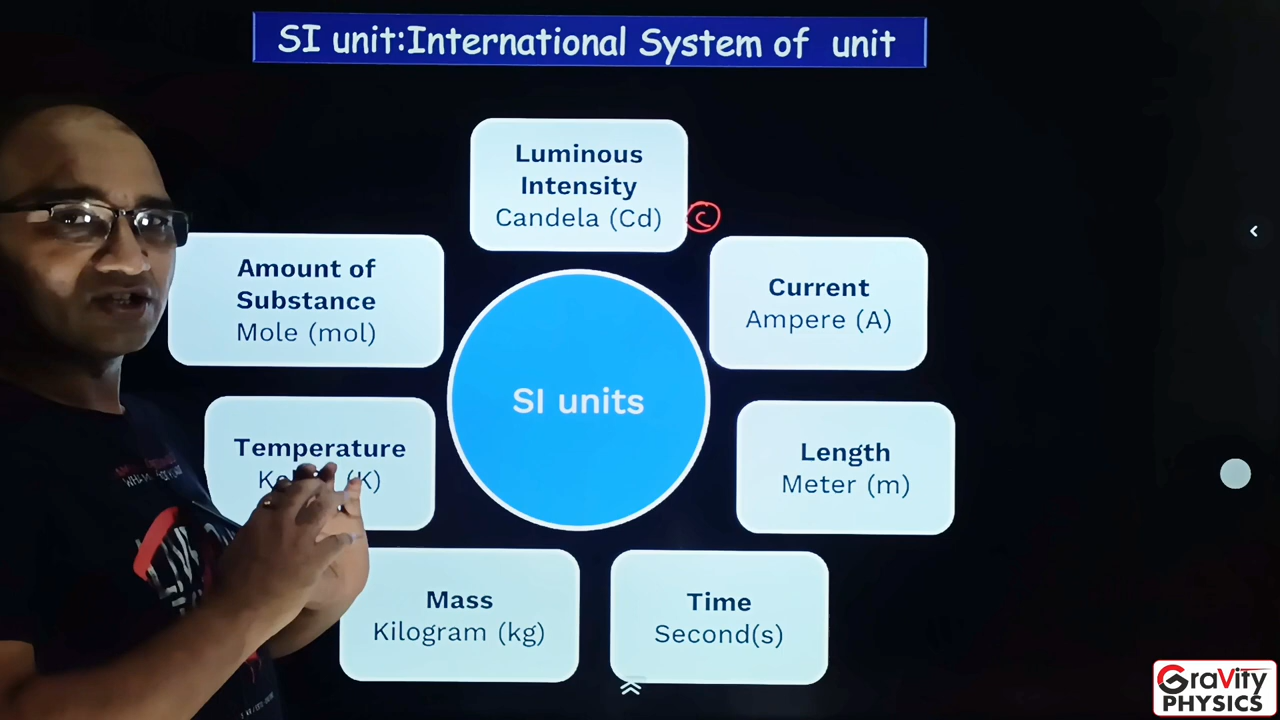 SI unit:International System of unit
Luminous
Intensity
Candela (Cd)
C
Amount of
Substance
Mole (mol)
Current
Ampere (A)
SI units
Temperature
(K)
Length
Meter (m)
Mass
Kilogram (kg)
Time
Second(s)
GraVity
PHYSICS